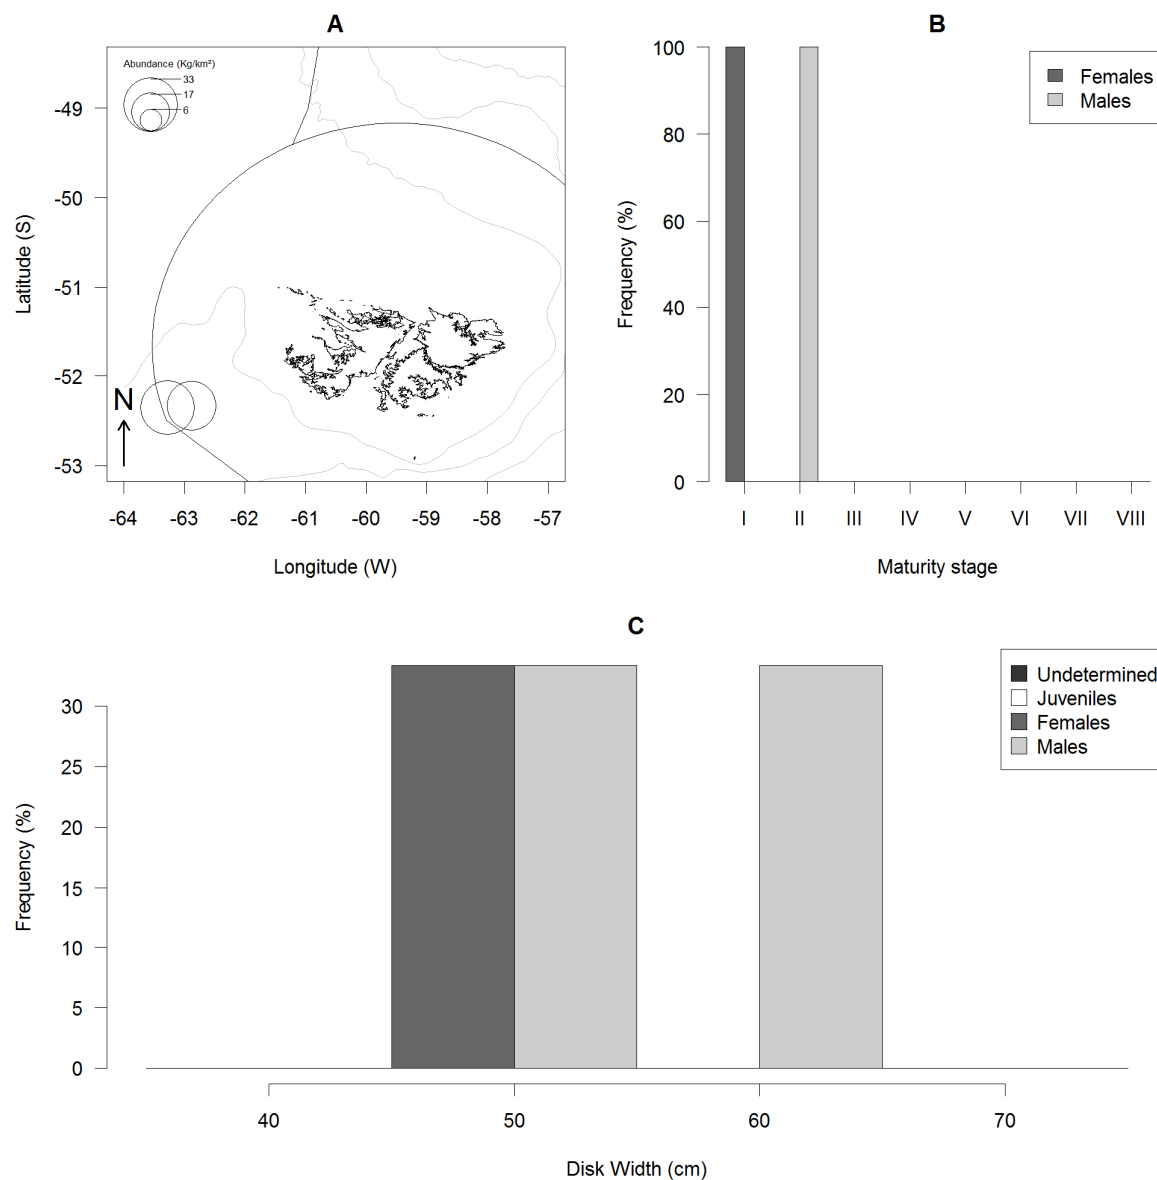 A
Abundance (Kg/km²)
33
17
6
-49
-50
-51
-52
-53
Latitude (S)
N
-64 -63 -62 -61 -60 -59 -58 -57
Longitude (W)
B
100
80
60
40
20
0
Frequency (%)
Females
Males
I II III IV V VI VII VIII
Maturity stage
C
30
25
20
15
10
5
0
Frequency (%)
Undetermined
Juveniles
Females
Males
40 50 60 70
Disk Width (cm)